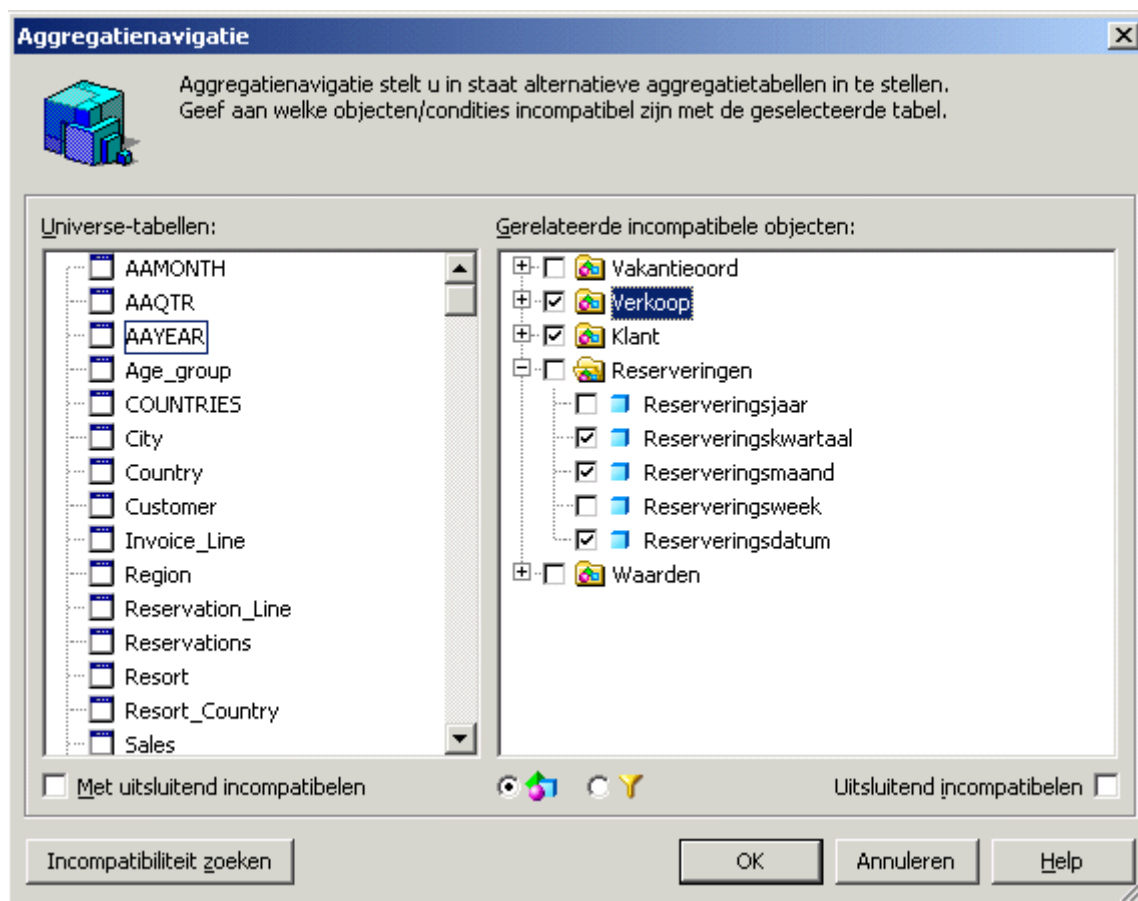 Aggregatienavigatie
Aggregatienavigatie stelt u in staat alternatieve aggregatietabellen in te stellen.
Geef aan welke objecten/condities incompatibel zijn met de geselecteerde tabel.
Universe-tabellen:
AAMONTH
AAQTR
AAYEAR
Age_group
COUNTRIES
City
Country
Customer
Invoice_Line
Region
Reservation_Line
Reservations
Resort
Resort_Country
Sales
Met uitsluitend incompatibelen
Gerelateerde incompatibele objecten:
Vakantieoord
Verkoop
Klant
Reserveringen
Reserveringsjaar
Reserveringskwartaal
Reserveringsmaand
Reserveringsweek
Reserveringsdatum
Waarden
Uitsluitend incompatibelen
Incompatibiliteit zoeken
OK
Annuleren
Help